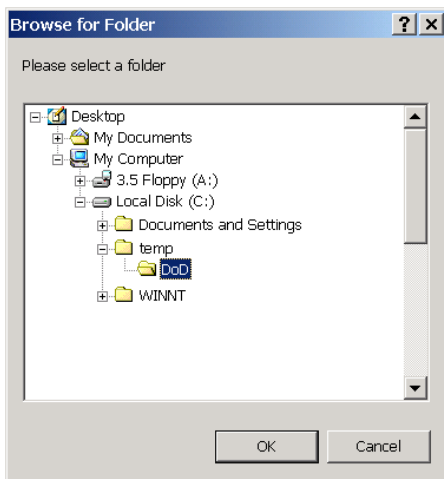 Browse for Folder
Please select a folder
Desktop
My Documents
My Computer
3.5 Floppy (A:)
Local Disk (C:)
Documents and Settings
temp
DoD
WINNT
OK Cancel